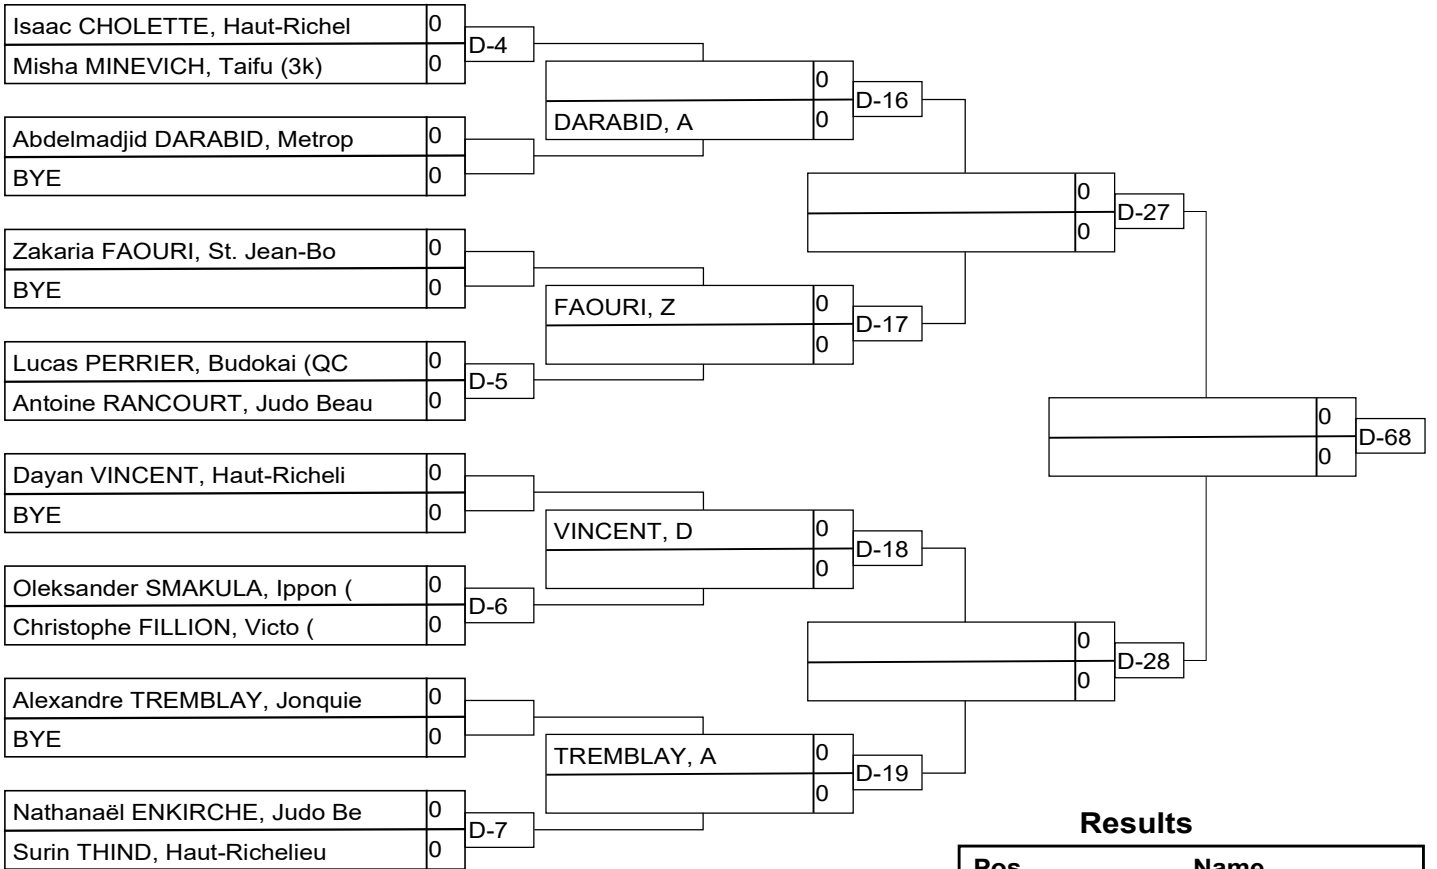 Isaac CHOLETTE, Haut-Richel 0
D-4
Misha MINEVICH, Taifu (3k) 0
0
D-16
DARABID, A 0
Abdelmadjid DARABID, Metrop 0
BYE 0
0
D-27
0
Zakaria FAOURI, St. Jean-Bo 0
BYE 0
FAOURI, Z 0
D-17
0
Lucas PERRIER, Budokai (QC 0
D-5
Antoine RANCOURT, Judo Beau 0
0
D-68
0
Dayan VINCENT, Haut-Richeli 0
BYE 0
VINCENT, D 0
D-18
0
Oleksander SMAKULA, Ippon ( 0
D-6
Christophe FILLION, Victo ( 0
0
D-28
0
Alexandre TREMBLAY, Jonquie 0
BYE 0
TREMBLAY, A 0
D-19
0
Nathanaël ENKIRCHE, Judo Be 0
D-7
Surin THIND, Haut-Richelieu 0
Results
Pos Name